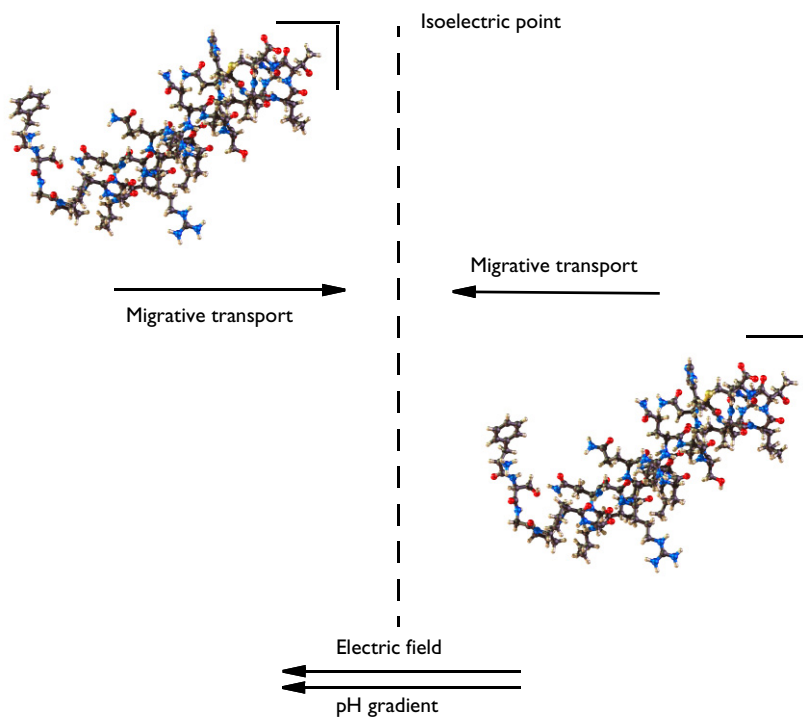 Isoelectric point
Migrative transport
Migrative transport
Electric field
pH gradient